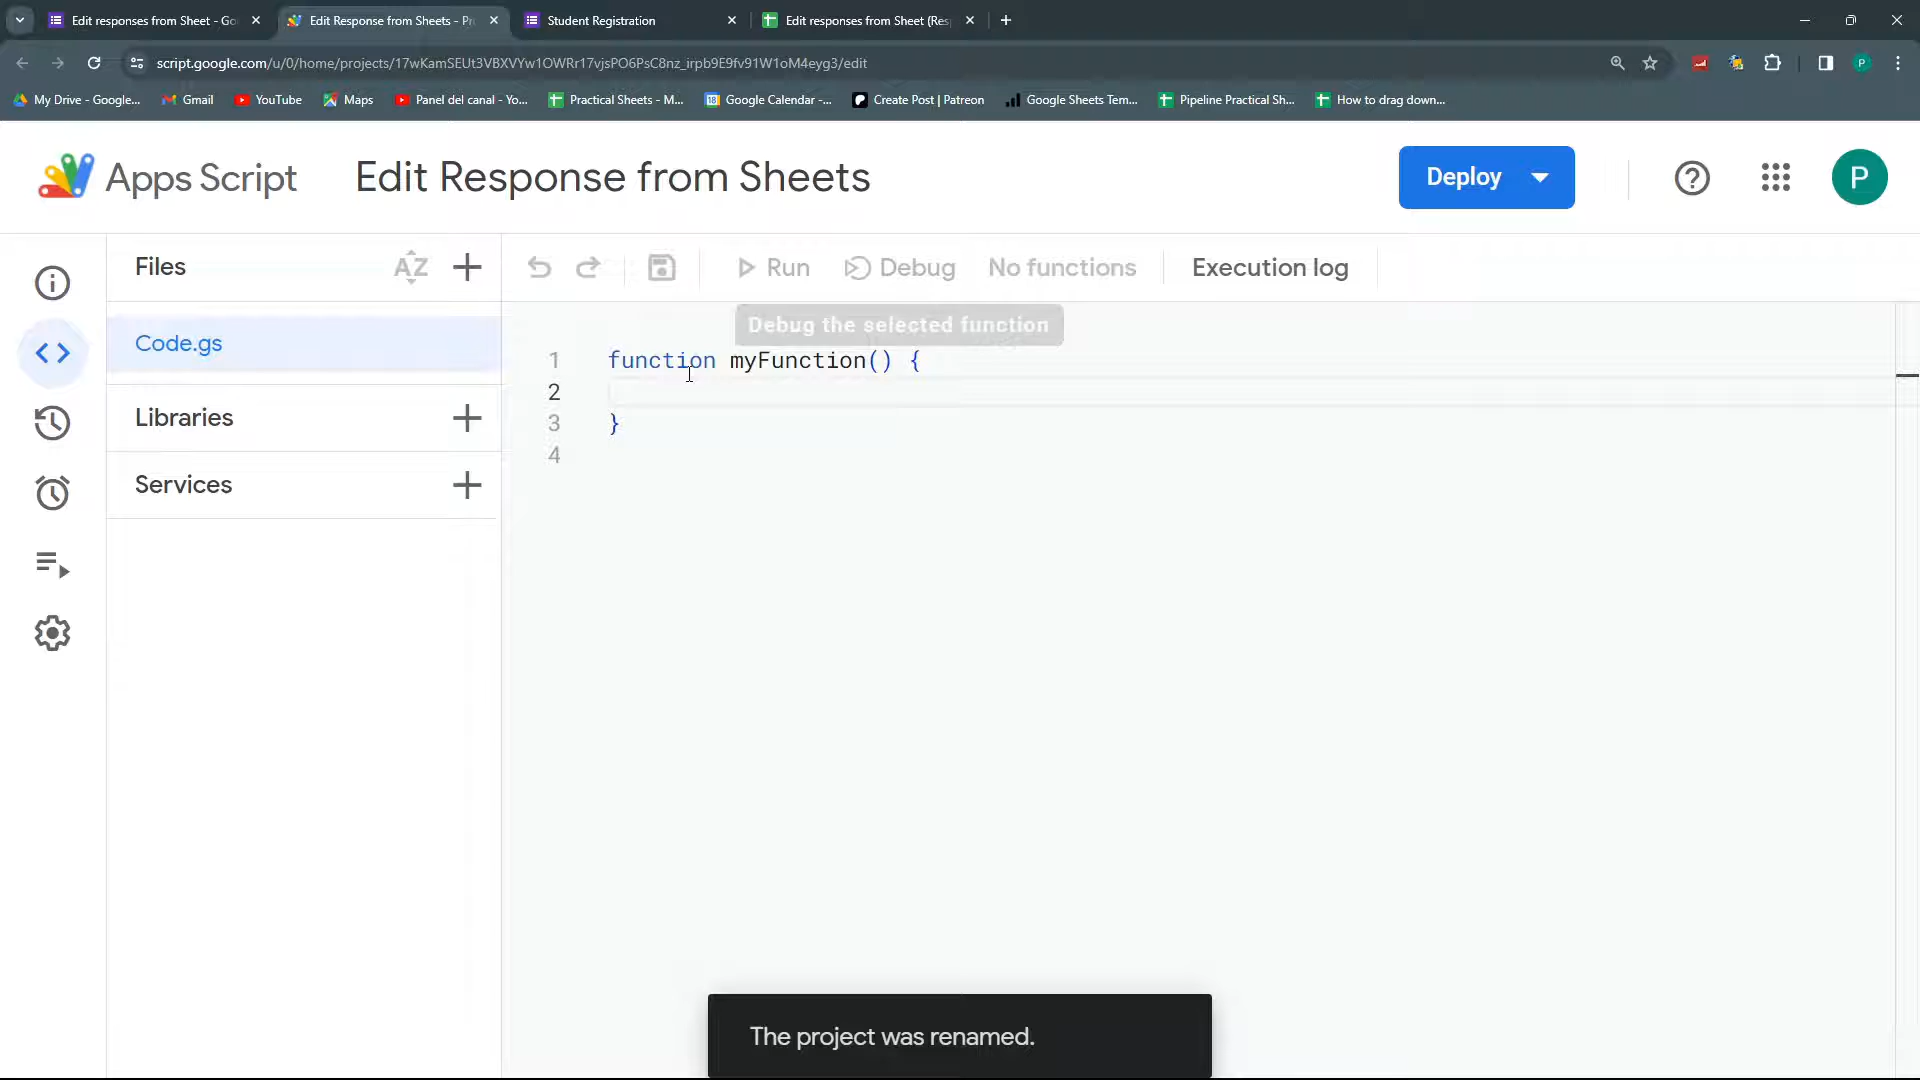 Edit responses from Sheet - Go
Edit Response from Sheets - Pr
Student Registration
Edit responses from Sheet (Res
script.google.com/u/0/home/projects/17wKamSEUt3VBXVYw1OWRr17vjsPO6PsC8nz_irpb9E9fv91W1oM4eyg3/edit
P
My Drive - Google...
Gmail
YouTube
Maps
Panel del canal - Yo...
Practical Sheets - M...
Google Calendar -...
Create Post | Patreon
Google Sheets Tem...
Pipeline Practical Sh...
How to drag down...
Apps Script
Edit Response from Sheets
Deploy
P
Files
AZ
Run
Debug
No functions
Execution log
Debug the selected function
Code.gs
Libraries
Services
1 function myFunction() {
2
3 }
4
The project was renamed.